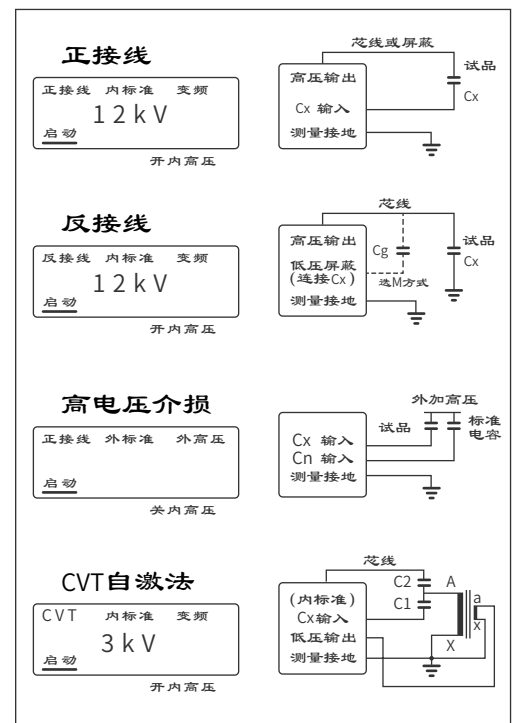 正接线
正接线 内标准 变频
12kV
启动
开内高压
芯线或屏蔽
高压输出
Cx 输入
测量接地
试品
Cx
反接线
反接线 内标准 变频
12kV
启动
开内高压
芯线
高压输出
低压屏蔽
(连接Cx)
测量接地
Cg
选M方式
试品
Cx
高电压介损
正接线 外标准 外高压
启动
关内高压
外加高压
试品
标准
电容
Cx 输入
Cn 输入
测量接地
CVT自激法
CVT 内标准 变频
3kV
启动
开内高压
芯线
(内标准)
Cx输入
低压输出
测量接地
C2
C1
A
X
a
x